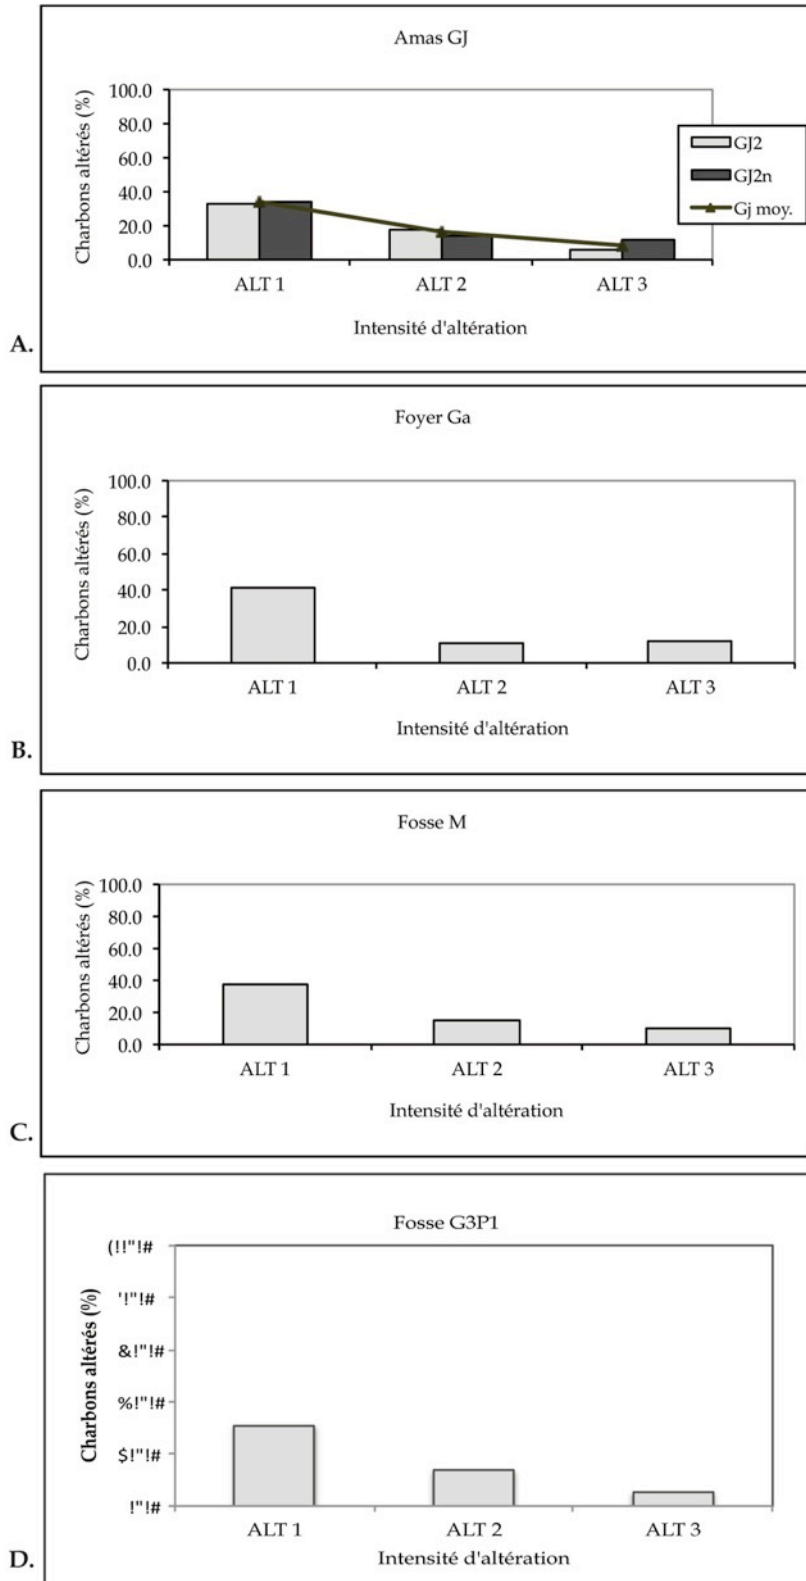 Amas GJ
Charbons altérés (%)
100.0
80.0
60.0
40.0
20.0
0.0
GJ2
GJ2n
Gj moy.
ALT 1 ALT 2 ALT 3
Intensité d'altération
A.
Foyer Ga
Charbons altérés (%)
100.0
80.0
60.0
40.0
20.0
0.0
ALT 1 ALT 2 ALT 3
Intensité d'altération
B.
Fosse M
Charbons altérés (%)
100.0
80.0
60.0
40.0
20.0
0.0
ALT 1 ALT 2 ALT 3
Intensité d'altération
C.
Fosse G3P1
Charbons altérés (%)
(!!"!#
'!"!#
&!"!#
%!"!#
$!"!#
!"!#
ALT 1 ALT 2 ALT 3
Intensité d'altération
D.